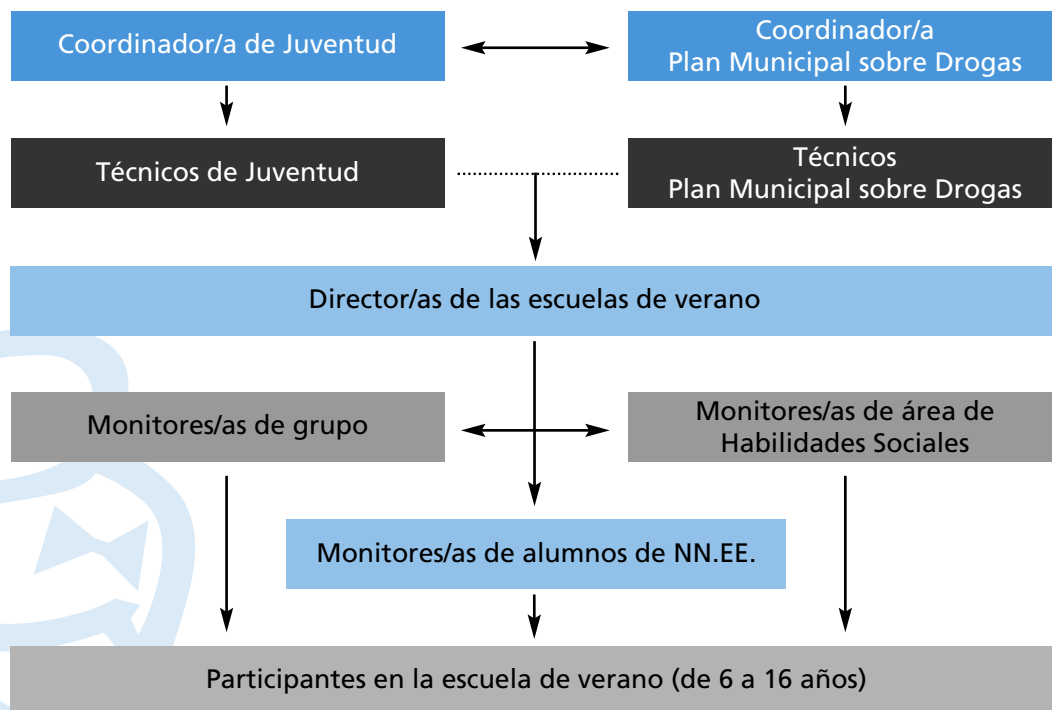 Coordinador/a de Juventud
Coordinador/a
Plan Municipal sobre Drogas
Técnicos de Juventud
Técnicos
Plan Municipal sobre Drogas
Director/as de las escuelas de verano
Monitores/as de grupo
Monitores/as de área de
Habilidades Sociales
Monitores/as de alumnos de NN.EE.
Participantes en la escuela de verano (de 6 a 16 años)